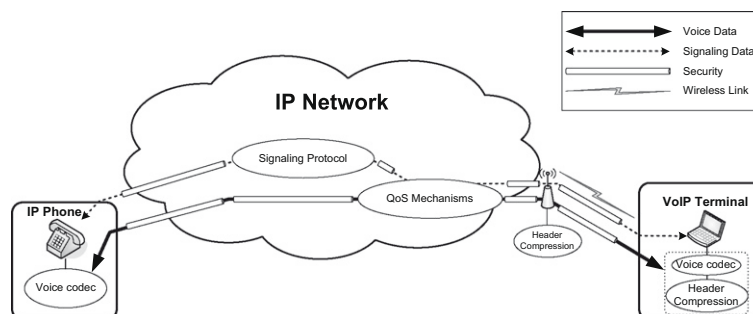 Voice Data
Signaling Data
Security
Wireless Link
IP Network
Signaling Protocol
QoS Mechanisms
IP Phone
Voice codec
Header
Compression
VoIP Terminal
Voice codec
Header
Compression